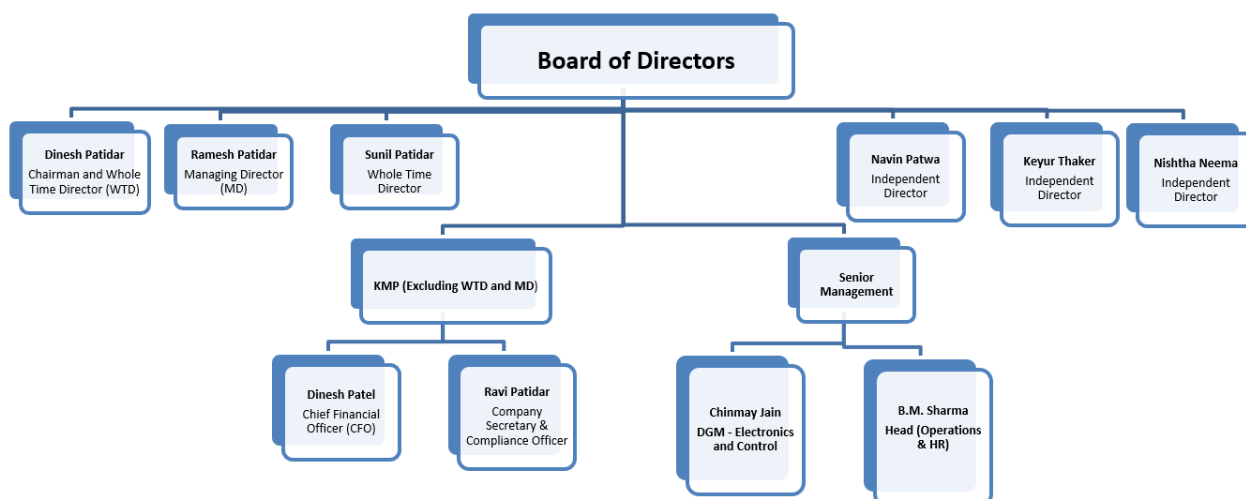 Board of Directors
Dinesh Patidar
Chairman and Whole
Time Director (WTD)
Ramesh Patidar
Managing Director
(MD)
Sunil Patidar
Whole Time
Director
Navin Patwa
Independent
Director
Keyur Thaker
Independent
Director
Nishtha Neema
Independent
Director
KMP (Excluding WTD and MD)
Senior
Management
Dinesh Patel
Chief Financial
Officer (CFO)
Ravi Patidar
Company
Secretary &
Compliance Officer
Chinmay Jain
DGM - Electronics
and Control
B.M. Sharma
Head (Operations
& HR)